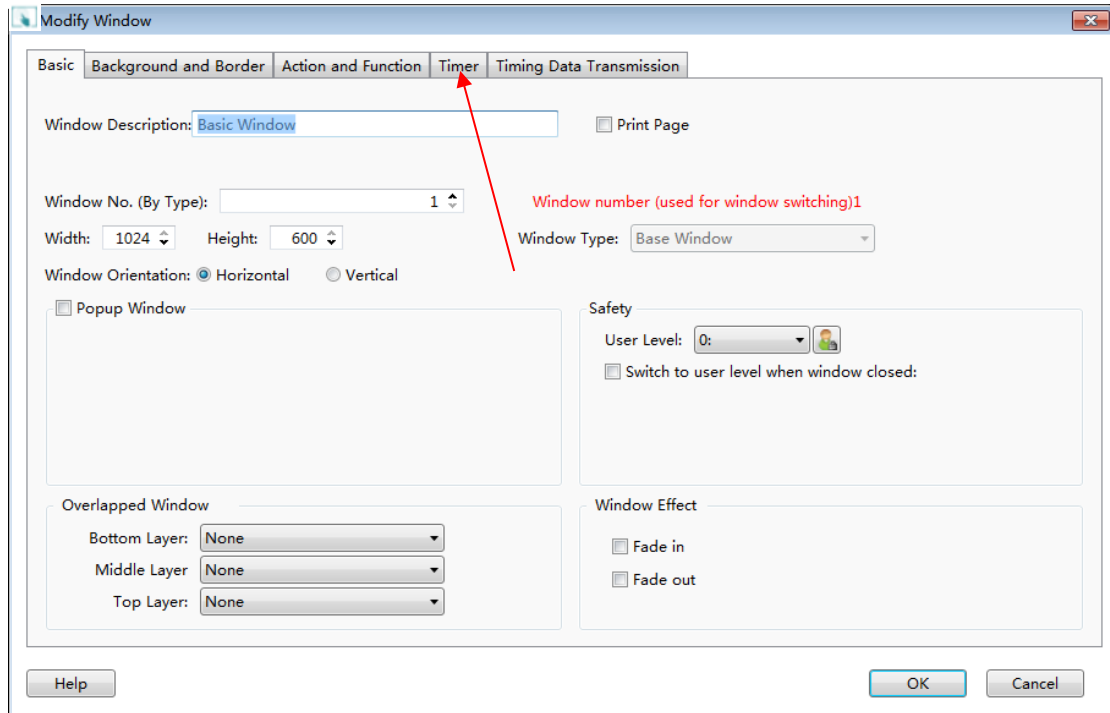 Modify Window
Basic Background and Border Action and Function Timer Timing Data Transmission
Window Description: Basic Window Print Page
Window No. (By Type): 1 Window number (used for window switching)1
Width: 1024 Height: 600 Window Type: Base Window
Window Orientation: Horizontal Vertical
Popup Window Safety
User Level: 0:
Switch to user level when window closed:
Overlapped Window Window Effect
Bottom Layer: None
Fade in
Middle Layer None
Fade out
Top Layer: None
Help OK Cancel